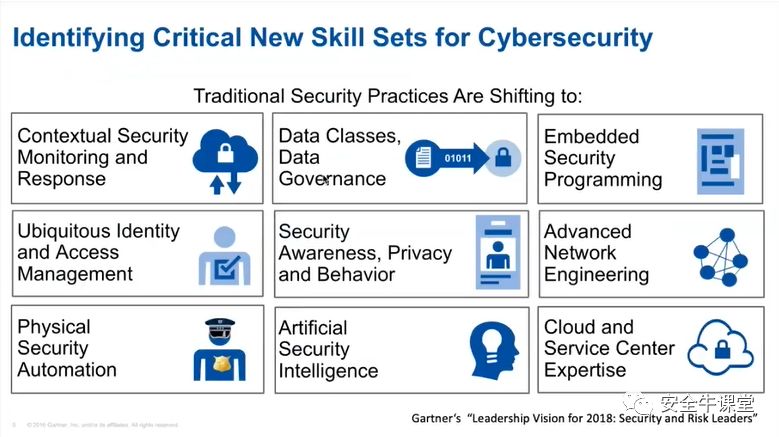 Identifying Critical New Skill Sets for Cybersecurity
Traditional Security Practices Are Shifting to:
Contextual Security
Monitoring and
Response
Data Classes,
Data
Governance
01011
Embedded
Security
Programming
Ubiquitous Identity
and Access
Management
Security
Awareness, Privacy
and Behavior
Advanced
Network
Engineering
Physical
Security
Automation
Artificial
Security
Intelligence
Cloud and
Service Center
Expertise
安全牛课堂
5 © 2016 Gartner, Inc. and/or its affiliates. All rights reserved.
Gartner's "Leadership Vision for 2018: Security and Risk Leaders"